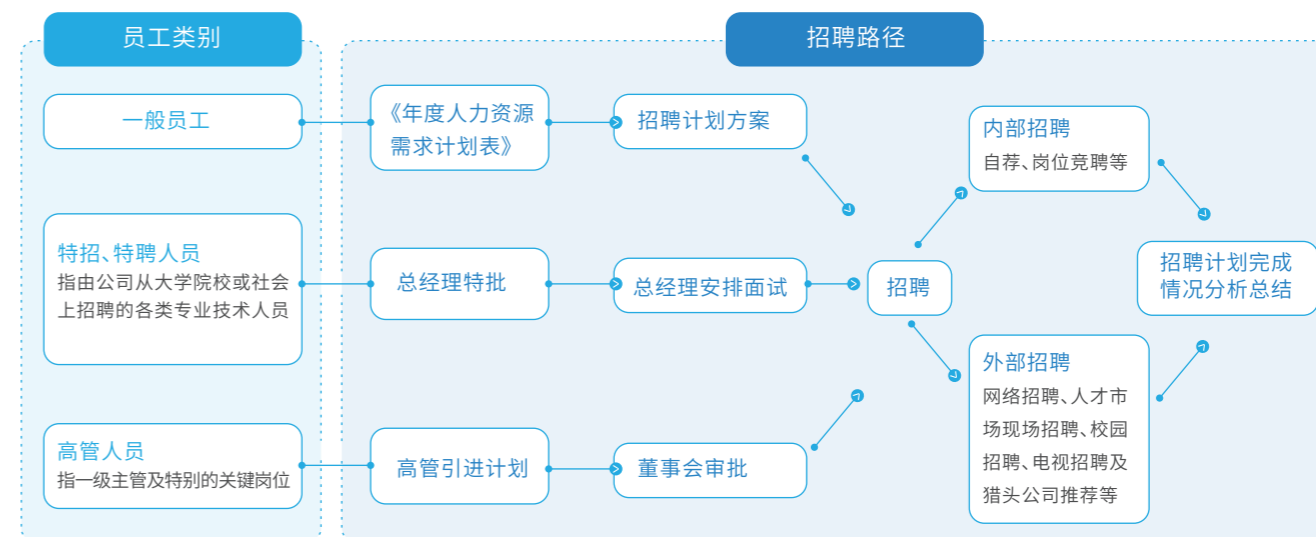 员工类别
招聘路径
一般员工
《年度人力资源
需求计划表》
招聘计划方案
特招、特聘人员
指由公司从大学院校或社会
上招聘的各类专业技术人员
总经理特批
总经理安排面试
高管人员
指一级主管及特别的关键岗位
高管引进计划
董事会审批
招聘
内部招聘
自荐、岗位竞聘等
外部招聘
网络招聘、人才市
场现场招聘、校园
招聘、电视招聘及
猎头公司推荐等
招聘计划完成
情况分析总结